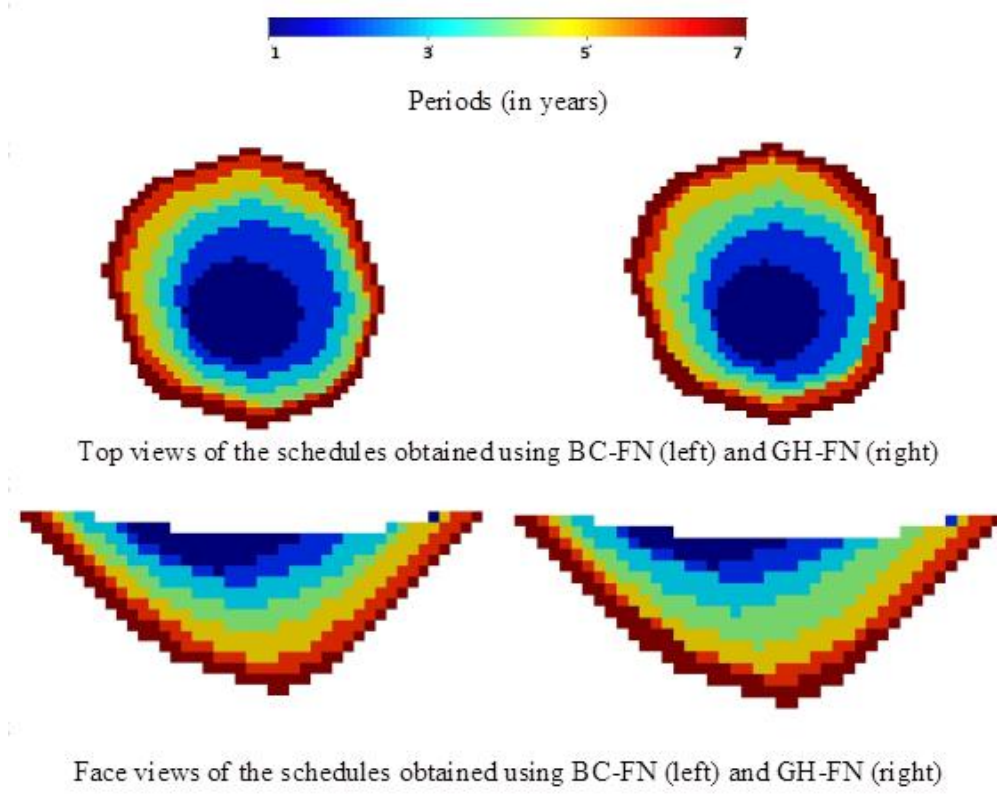 1 3 5 7
Periods (in years)
Top views of the schedules obtained using BC-FN (left) and GH-FN (right)
Face views of the schedules obtained using BC-FN (left) and GH-FN (right)